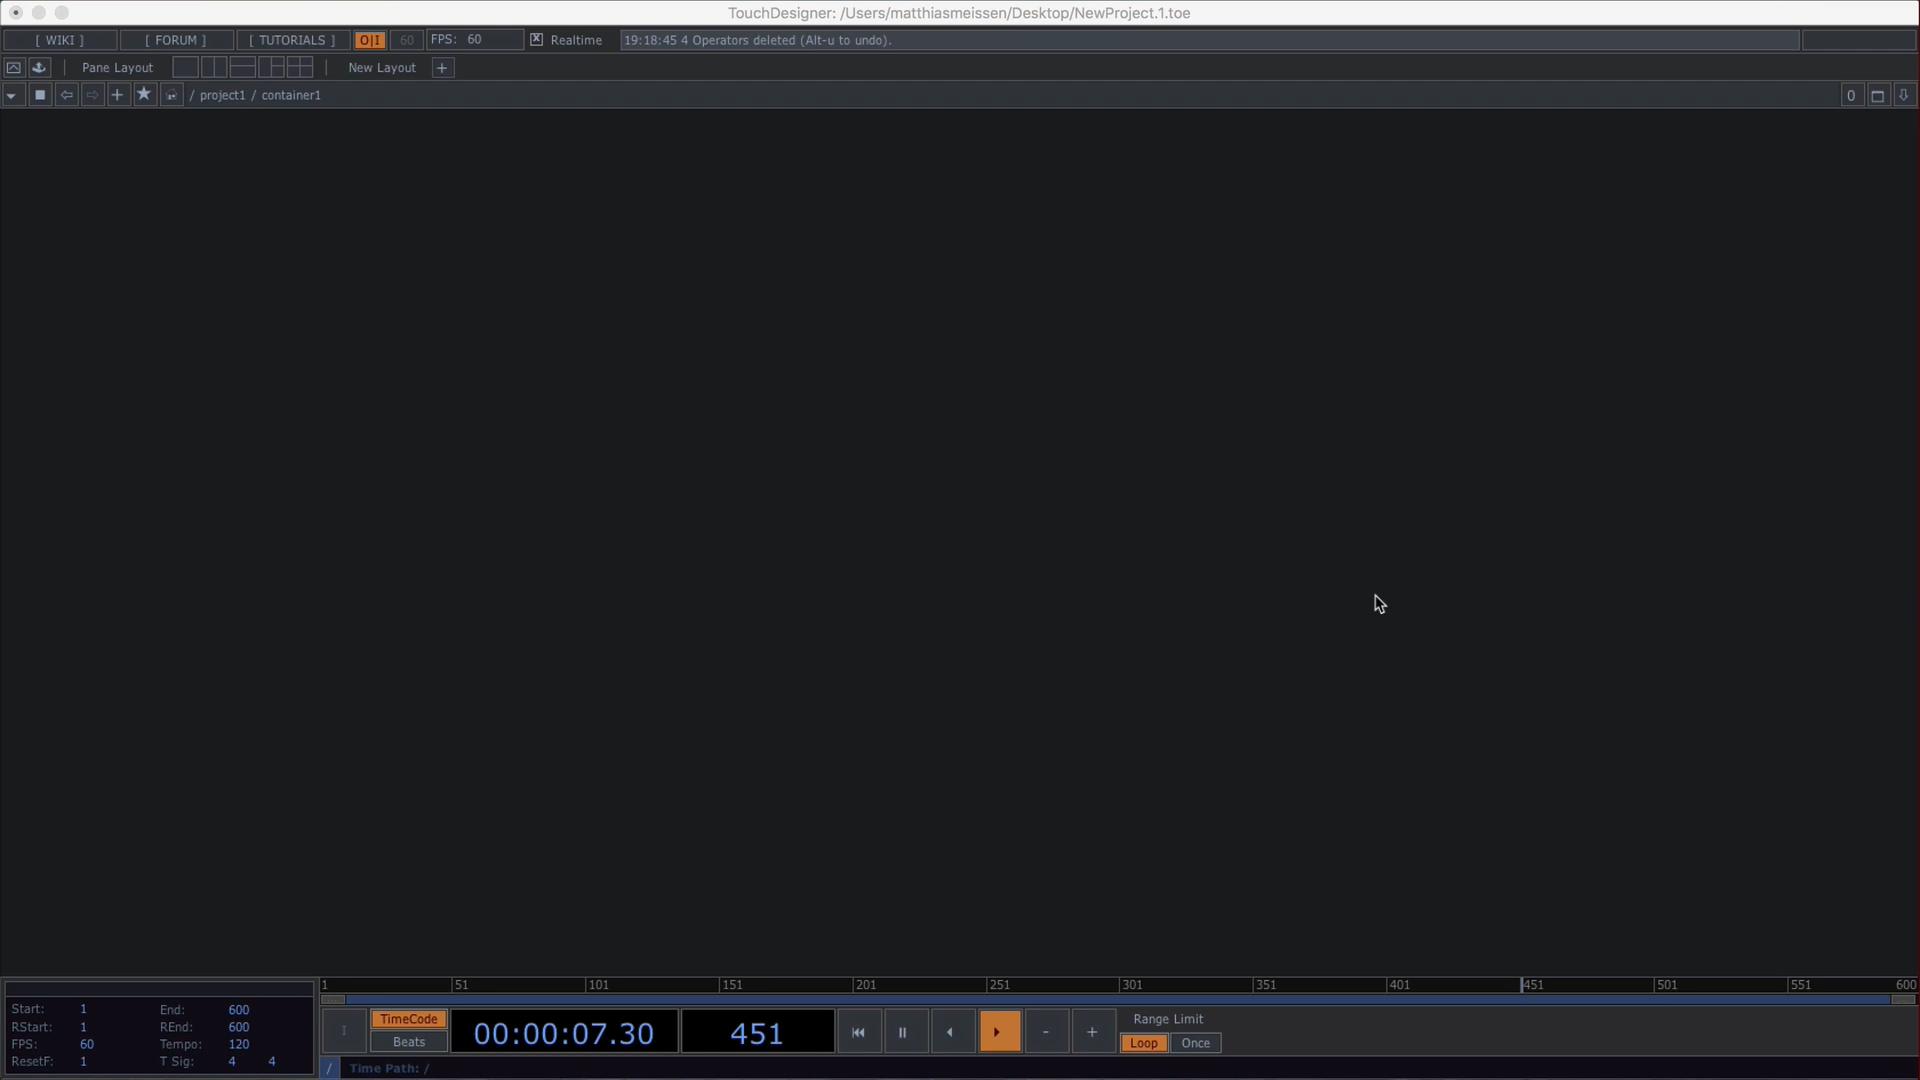 TouchDesigner: /Users/matthiasmeissen/Desktop/NewProject.1.toe
[ WIKI ] [ FORUM ] [ TUTORIALS ] O|I 60 FPS: 60 Realtime 19:18:45 4 Operators deleted (Alt-u to undo).
Pane Layout New Layout +
+ / project1 / container1 0
1 51 101 151 201 251 301 351 401 451 501 551 600
Start: 1 End: 600
RStart: 1 REnd: 600
FPS: 60 Tempo: 120
ResetF: 1 T Sig: 4 4
I TimeCode 00:00:07.30 451 - + Range Limit
Beats Loop Once
/ Time Path: /